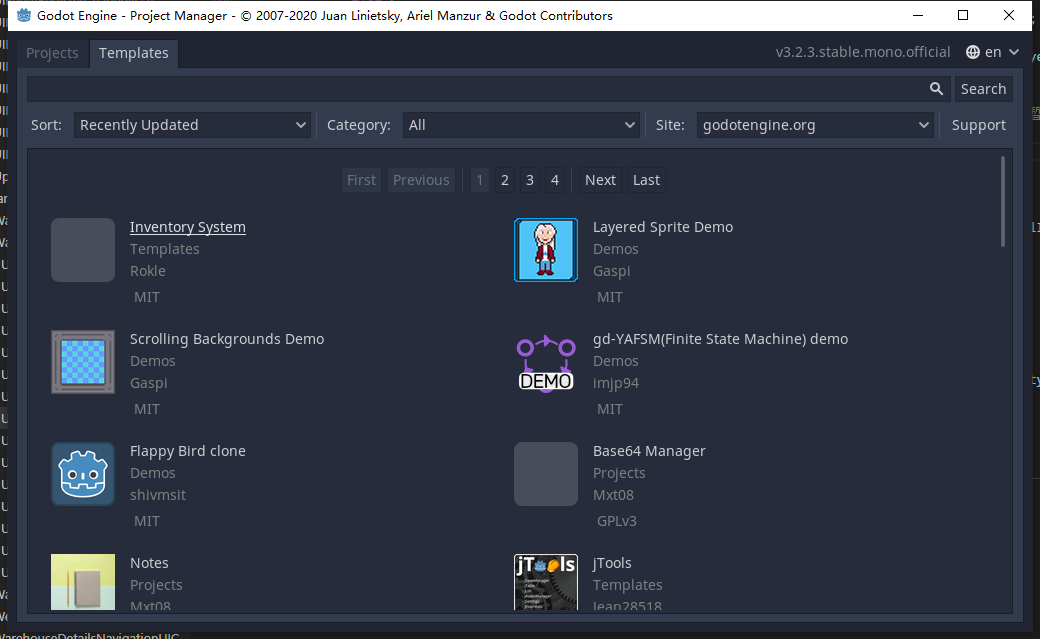 Godot Engine - Project Manager - © 2007-2020 Juan Linietsky, Ariel Manzur & Godot Contributors
Projects Templates v3.2.3.stable.mono.official en
Search
Sort: Recently Updated Category: All Site: godotengine.org Support
First Previous 1 2 3 4 Next Last
Inventory System
Templates
Rokle
MIT
Layered Sprite Demo
Demos
Gaspi
MIT
Scrolling Backgrounds Demo
Demos
Gaspi
MIT
DEMO
gd-YAFSM(Finite State Machine) demo
Demos
imjp94
MIT
Flappy Bird clone
Demos
shivmsit
MIT
Base64 Manager
Projects
Mxt08
GPLv3
Notes
Projects
Mxt08
jTools
jTools
Templates
Jean28518
WarehouseDetailsNavigationUIC